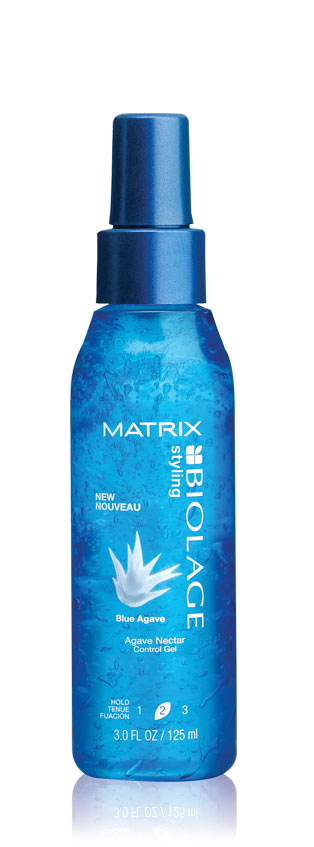 MATRIX
BIOLAGE
styling
NEW
NOUVEAU
Blue Agave
Agave Nectar
Control Gel
HOLD
TENUE
FIJACIÓN
1 2 3
3.0 FL OZ / 125 ml